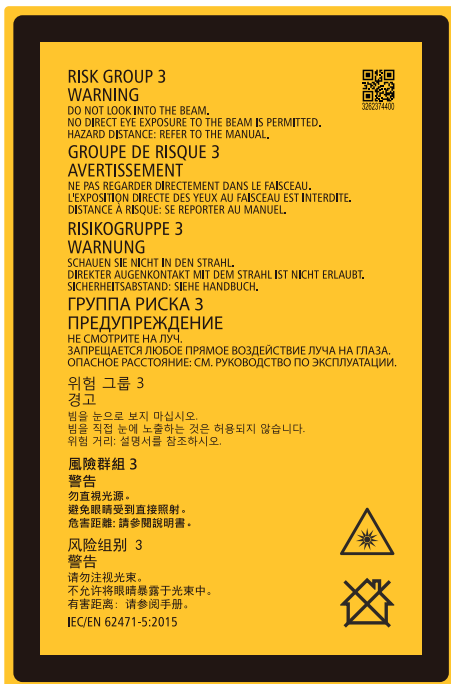 RISK GROUP 3
WARNING
DO NOT LOOK INTO THE BEAM.
NO DIRECT EYE EXPOSURE TO THE BEAM IS PERMITTED.
HAZARD DISTANCE: REFER TO THE MANUAL.
3262374400
GROUPE DE RISQUE 3
AVERTISSEMENT
NE PAS REGARDER DIRECTEMENT DANS LE FAISCEAU.
L'EXPOSITION DIRECTE DES YEUX AU FAISCEAU EST INTERDITE.
DISTANCE À RISQUE: SE REPORTER AU MANUEL.
RISIKOGRUPPE 3
WARNUNG
SCHAUEN SIE NICHT IN DEN STRAHL.
DIREKTER AUGENKONTAKT MIT DEM STRAHL IST NICHT ERLAUBT.
SICHERHEITSABSTAND: SIEHE HANDBUCH.
ГРУППА РИСКА 3
ПРЕДУПРЕЖДЕНИЕ
НЕ СМОТРИТЕ НА ЛУЧ.
ЗАПРЕЩАЕТСЯ ЛЮБОЕ ПРЯМОЕ ВОЗДЕЙСТВИЕ ЛУЧА НА ГЛАЗА.
ОПАСНОЕ РАССТОЯНИЕ: СМ. РУКОВОДСТВО ПО ЭКСПЛУАТАЦИИ.
위험 그룹 3
경고
빔을 눈으로 보지 마십시오.
빔을 직접 눈에 노출하는 것은 허용되지 않습니다.
위험 거리: 설명서를 참조하시오.
風險群組 3
警告
勿直視光源。
避免眼睛受到直接照射。
危害距離: 請參閱說明書。
风险组别 3
警告
请勿注视光束。
不允许将眼睛暴露于光束中。
有害距离: 请参阅手册。
IEC/EN 62471-5:2015